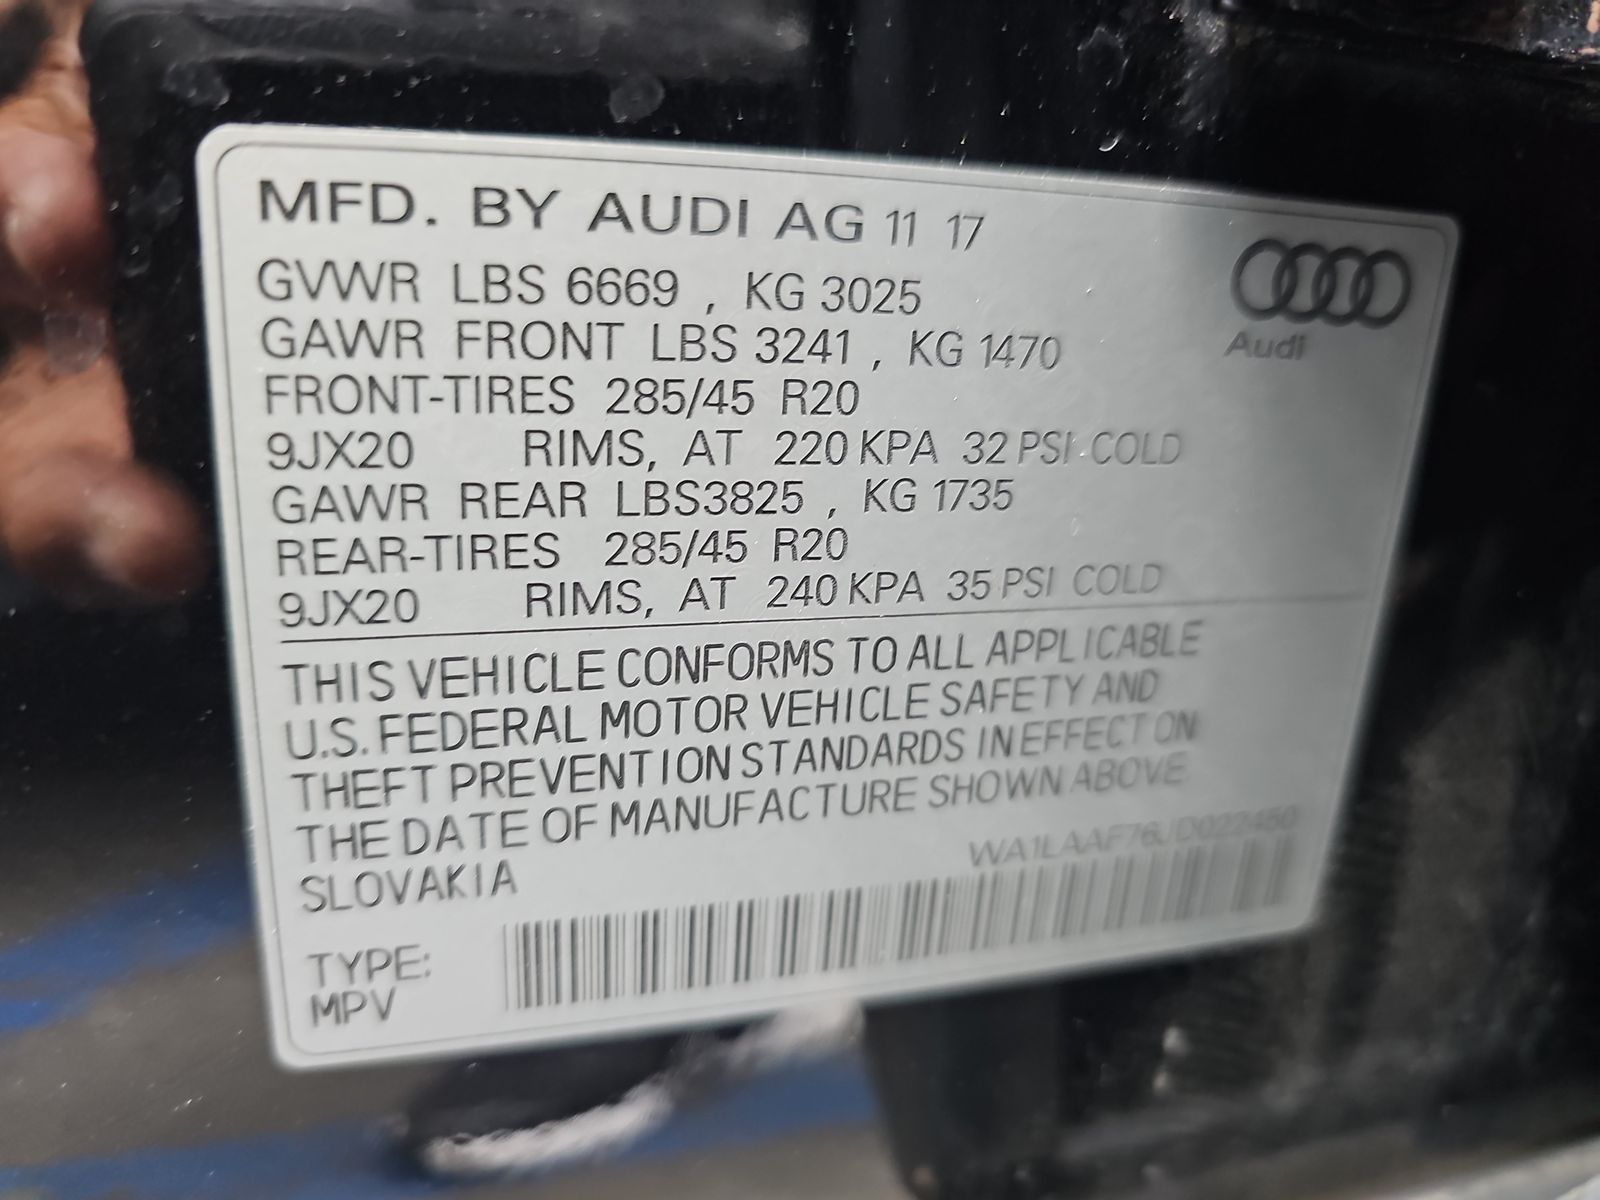 MFD. BY AUDI AG 11 17
GVWR LBS 6669 , KG 3025
GAWR FRONT LBS 3241 , KG 1470
Audi
FRONT-TIRES 285/45 R20
9JX20 RIMS, AT 220 KPA 32 PSI COLD
GAWR REAR LBS3825 , KG 1735
REAR-TIRES 285/45 R20
9JX20 RIMS, AT 240 KPA 35 PSI COLD
THIS VEHICLE CONFORMS TO ALL APPLICABLE
U.S. FEDERAL MOTOR VEHICLE SAFETY AND
THEFT PREVENTION STANDARDS IN EFFECT ON
THE DATE OF MANUFACTURE SHOWN ABOVE
WA1LAAF76JD022450
SLOVAKIA
TYPE:
MPV